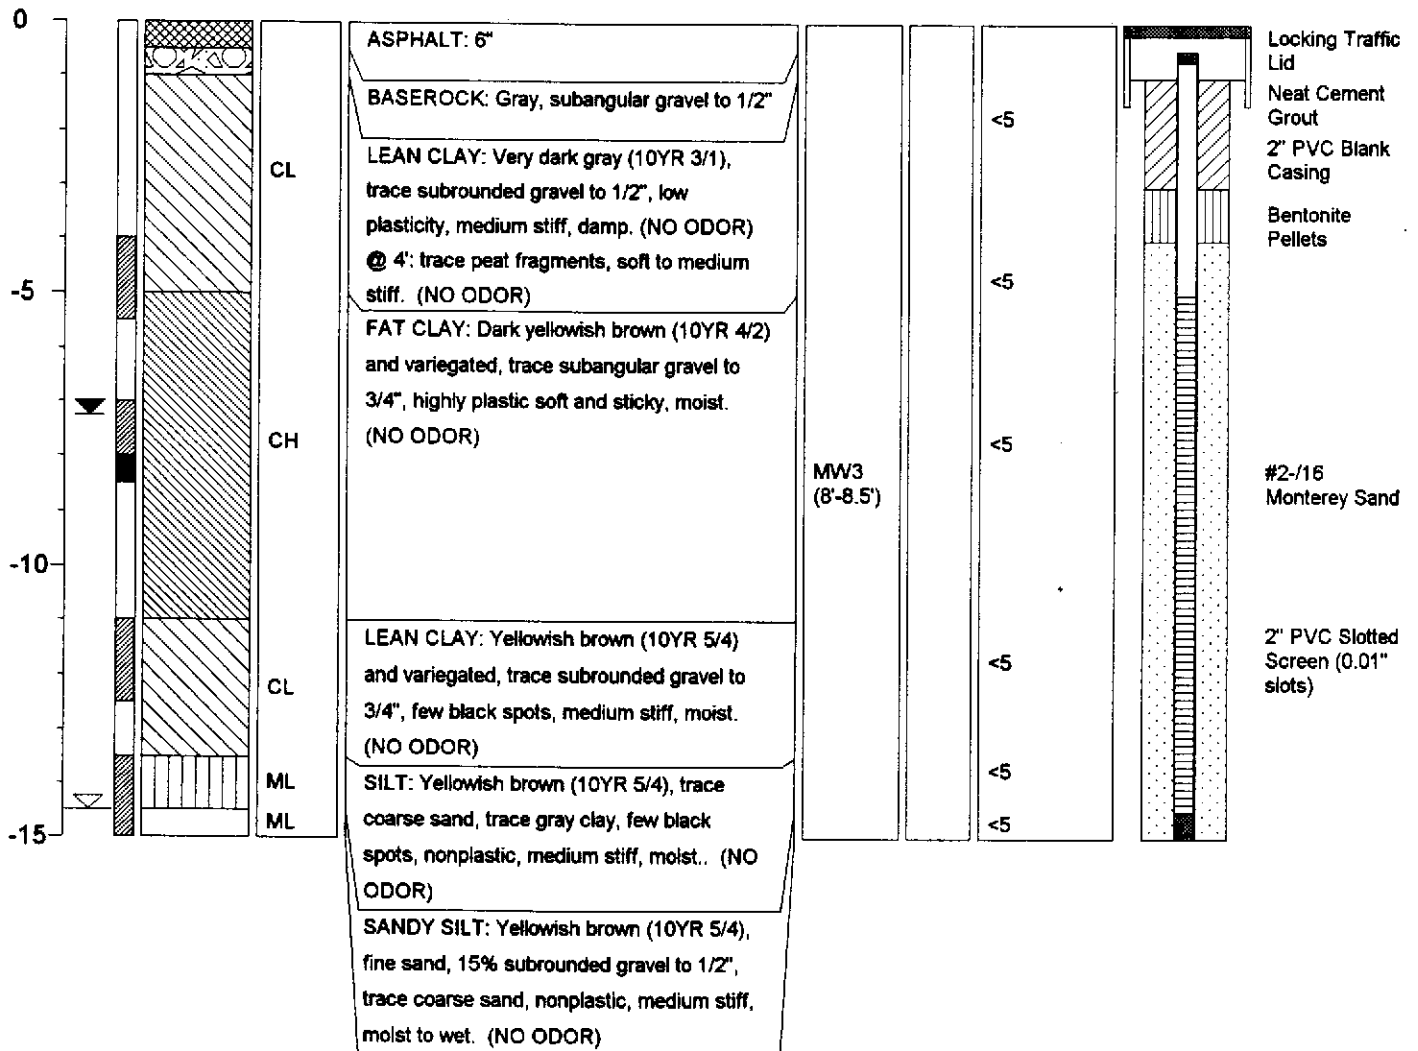 0
-5
-10
-15
CL
CH
CL
ML
ML
ASPHALT: 6"
BASEROCK: Gray, subangular gravel to 1/2"
LEAN CLAY: Very dark gray (10YR 3/1),
trace subrounded gravel to 1/2", low
plasticity, medium stiff, damp. (NO ODOR)
@ 4': trace peat fragments, soft to medium
stiff. (NO ODOR)
FAT CLAY: Dark yellowish brown (10YR 4/2)
and variegated, trace subangular gravel to
3/4", highly plastic soft and sticky, moist.
(NO ODOR)
LEAN CLAY: Yellowish brown (10YR 5/4)
and variegated, trace subrounded gravel to
3/4", few black spots, medium stiff, moist.
(NO ODOR)
SILT: Yellowish brown (10YR 5/4), trace
coarse sand, trace gray clay, few black
spots, nonplastic, medium stiff, moist.. (NO
ODOR)
SANDY SILT: Yellowish brown (10YR 5/4),
fine sand, 15% subrounded gravel to 1/2",
trace coarse sand, nonplastic, medium stiff,
moist to wet. (NO ODOR)
MW3
(8'-8.5')
<5
<5
<5
<5
<5
<5
Locking Traffic
Lid
Neat Cement
Grout
2" PVC Blank
Casing
Bentonite
Pellets
#2-/16
Monterey Sand
2" PVC Slotted
Screen (0.01"
slots)